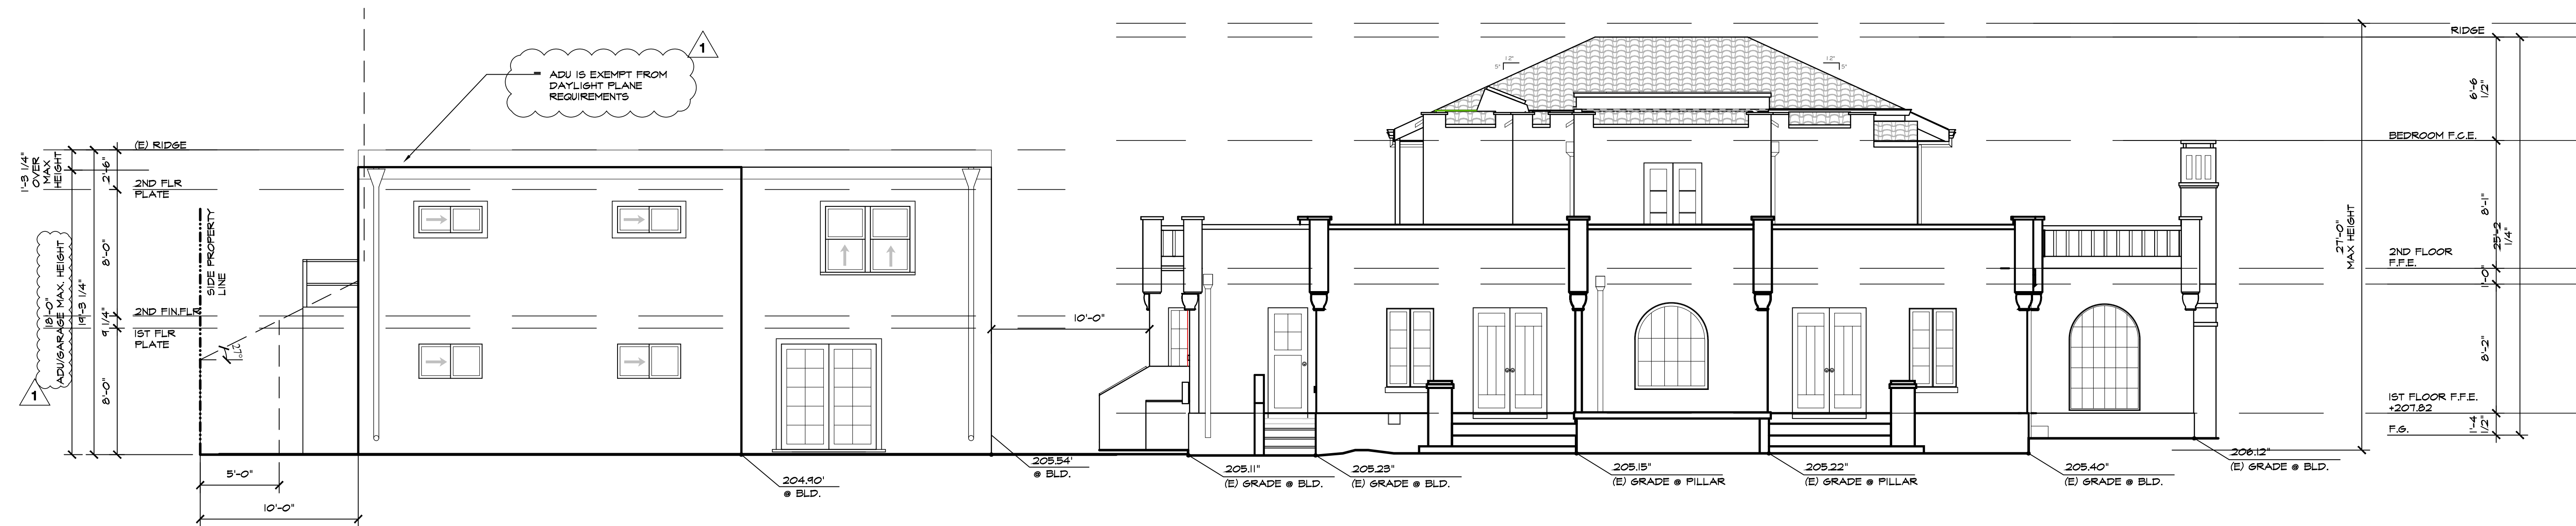 1
ADU IS EXEMPT FROM
DAYLIGHT PLANE
REQUIREMENTS
(E) RIDGE
1'-3 1/4"
OVER
MAX
HEIGHT
2'-6"
2ND FLR
PLATE
SIDE PROPERTY
LINE
18'-0"
ADU/GARAGE MAX. HEIGHT
19'-3 1/4"
8'-0"
9 1/4"
8'-0"
2ND FIN.FLR
1ST FLR
PLATE
27°
1
5'-0"
10'-0"
204.90'
@ BLD.
205.54'
@ BLD.
10'-0"
12"
5"
12"
5"
205.11"
(E) GRADE @ BLD.
205.23"
(E) GRADE @ BLD.
205.15"
(E) GRADE @ PILLAR
205.22"
(E) GRADE @ PILLAR
205.40"
(E) GRADE @ BLD.
206.12"
(E) GRADE @ BLD.
27'-0"
MAX HEIGHT
RIDGE
6'-6
1/2"
BEDROOM F.C.E.
8'-1"
25'-2
1/4"
2ND FLOOR
F.F.E.
1'-0"
8'-2"
1ST FLOOR F.F.E.
+207.82
F.G.
1'-4
1/2"